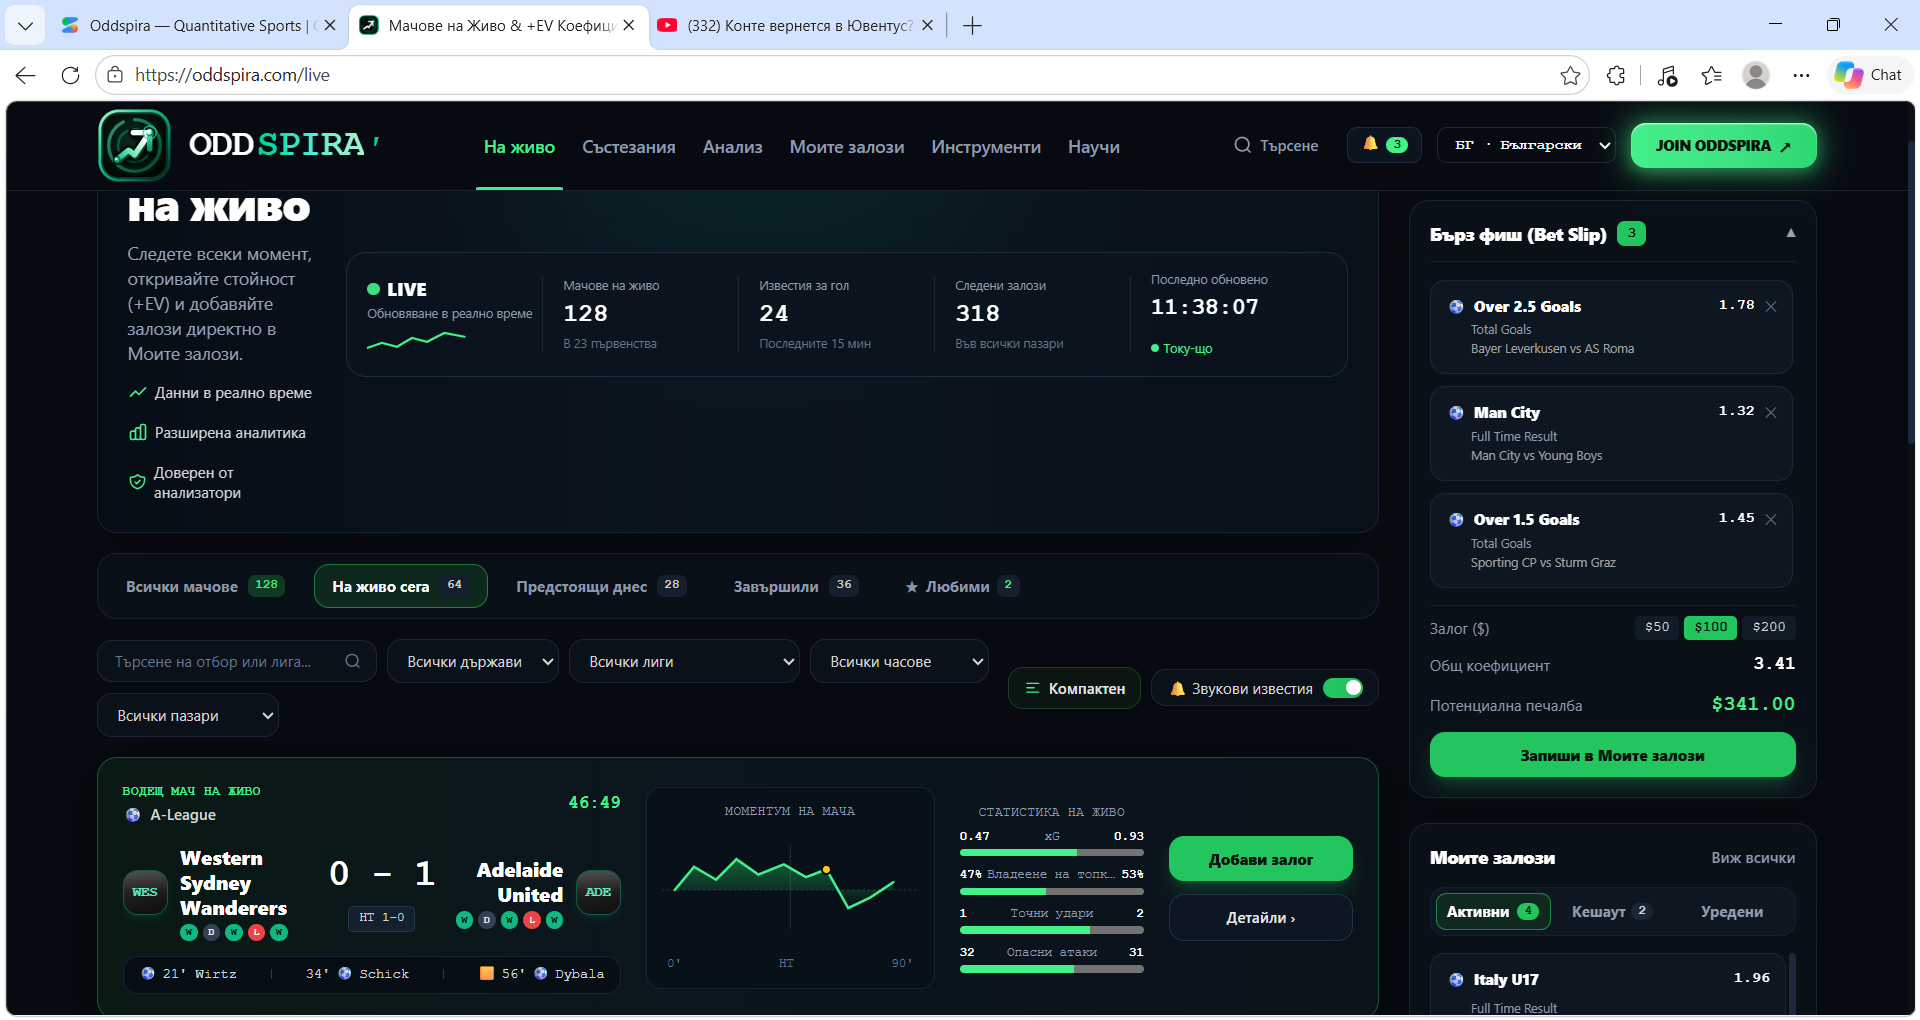 Oddspira — Quantitative Sports |
Мачове на Живо & +EV Коефици
(332) Конте вернется в Ювентус?
https://oddspira.com/live
Chat
ODDSPIRA
На живо
Състезания
Анализ
Моите залози
Инструменти
Научи
Търсене
3
БГ · Български
JOIN ODDSPIRA ↗
на живо
Следете всеки момент,
откривайте стойност
(+EV) и добавяйте
залози директно в
Моите залози.
Данни в реално време
Разширена аналитика
Доверен от
анализатори
LIVE
Обновяване в реално време
Мачове на живо
128
В 23 първенства
Известия за гол
24
Последните 15 мин
Следени залози
318
Във всички пазари
Последно обновено
11:38:07
Току-що
Всички мачове 128
На живо сега 64
Предстоящи днес 28
Завършили 36
★ Любими 2
Търсене на отбор или лига...
Всички държави
Всички лиги
Всички часове
Компактен
Звукови известия
Всички пазари
ВОДЕЩ МАЧ НА ЖИВО
A-League
46:49
WES
Western
Sydney
Wanderers
W D W L W
0 – 1
HT 1-0
Adelaide
United
W D W L W
ADE
21' Wirtz
34' Schick
56' Dybala
МОМЕНТУМ НА МАЧА
0' HT 90'
СТАТИСТИКА НА ЖИВО
0.47 xG 0.93
47% Владеене на топк… 53%
1 Точни удари 2
32 Опасни атаки 31
Добави залог
Детайли ›
Бърз фиш (Bet Slip) 3
Over 2.5 Goals 1.78
Total Goals
Bayer Leverkusen vs AS Roma
Man City 1.32
Full Time Result
Man City vs Young Boys
Over 1.5 Goals 1.45
Total Goals
Sporting CP vs Sturm Graz
Залог ($) $50 $100 $200
Общ коефициент 3.41
Потенциална печалба $341.00
Запиши в Моите залози
Моите залози
Виж всички
Активни 4
Кешаут 2
Уредени
Italy U17 1.96
Full Time Result